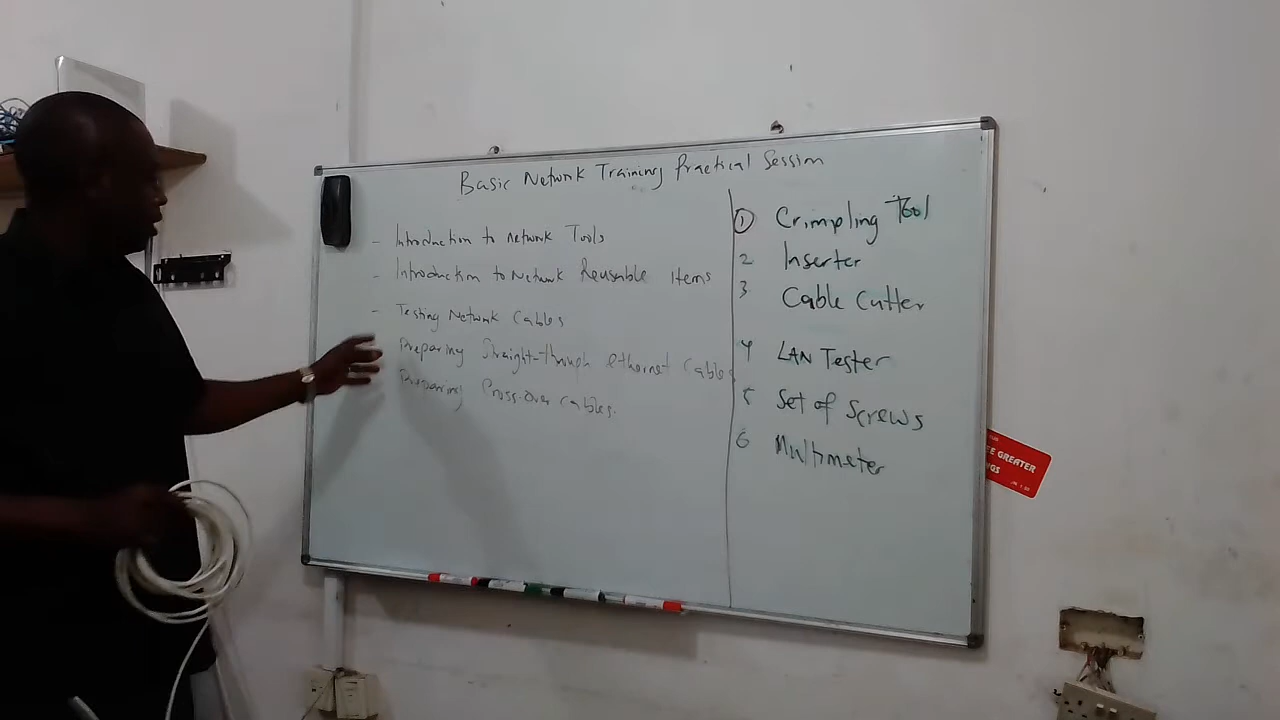 Basic Network Training Practical Session
- Introduction to network Tools
- Introduction to Network Reusable Items
- Testing Network Cables
Preparing Straight-through ethernet Cables
Preparing Cross-over Cables.
1 Crimpling Tool
2 Inserter
3 Cable Cutter
4 LAN Tester
5 Set of Screws
6 Multimeter
GREATER